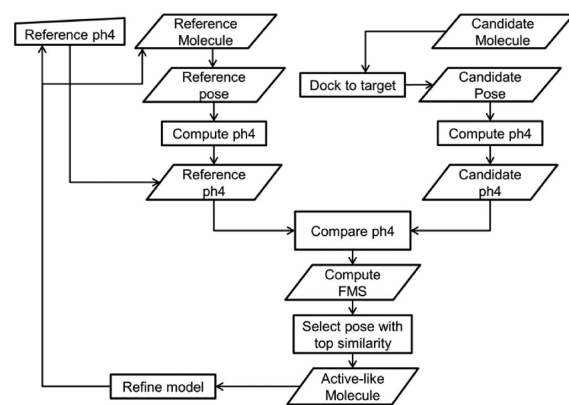 Reference ph4
Reference
Molecule
Reference
pose
Compute ph4
Reference
ph4
Candidate
Molecule
Dock to target
Candidate
Pose
Compute ph4
Candidate
ph4
Compare ph4
Compute
FMS
Select pose with
top similarity
Active-like
Molecule
Refine model